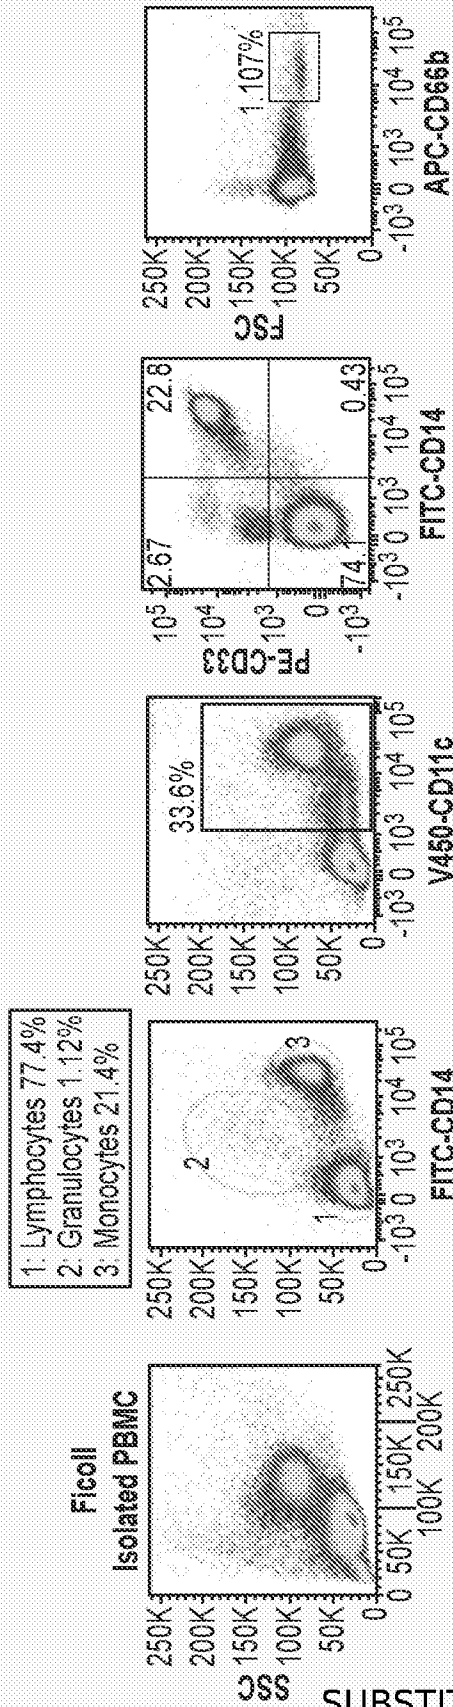 Ficoll
Isolated PBMC
SSC
250K
200K
150K
100K
50K
0
0 50K 150K 250K
100K 200K
1: Lymphocytes 77.4%
2: Granulocytes 1.12%
3: Monocytes 21.4%
250K
200K
150K
100K
50K
0
1
2
3
-10³ 0 10³ 10⁴ 10⁵
FITC-CD14
250K
200K
150K
100K
50K
0
33.6%
-10³ 0 10³ 10⁴ 10⁵
V450-CD11c
PE-CD33
10⁵
10⁴
10³
0
-10³
2.67
22.8
74.1
0.43
-10³ 0 10³ 10⁴ 10⁵
FITC-CD14
FSC
250K
200K
150K
100K
50K
0
1.107%
-10³ 0 10³ 10⁴ 10⁵
APC-CD66b
SUBSTIT